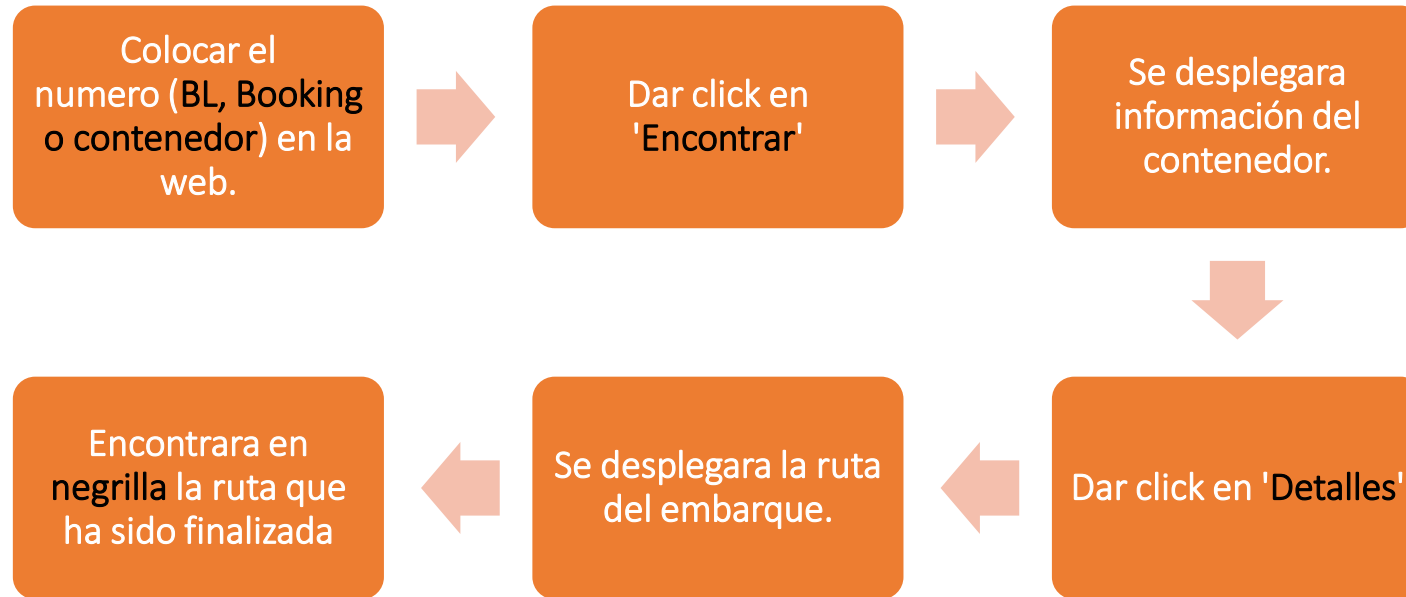 Colocar el
numero (BL, Booking
o contenedor) en la
web.
Dar click en
'Encontrar'
Se desplegara
información del
contenedor.
Dar click en 'Detalles'
Se desplegara la ruta
del embarque.
Encontrara en
negrilla la ruta que
ha sido finalizada